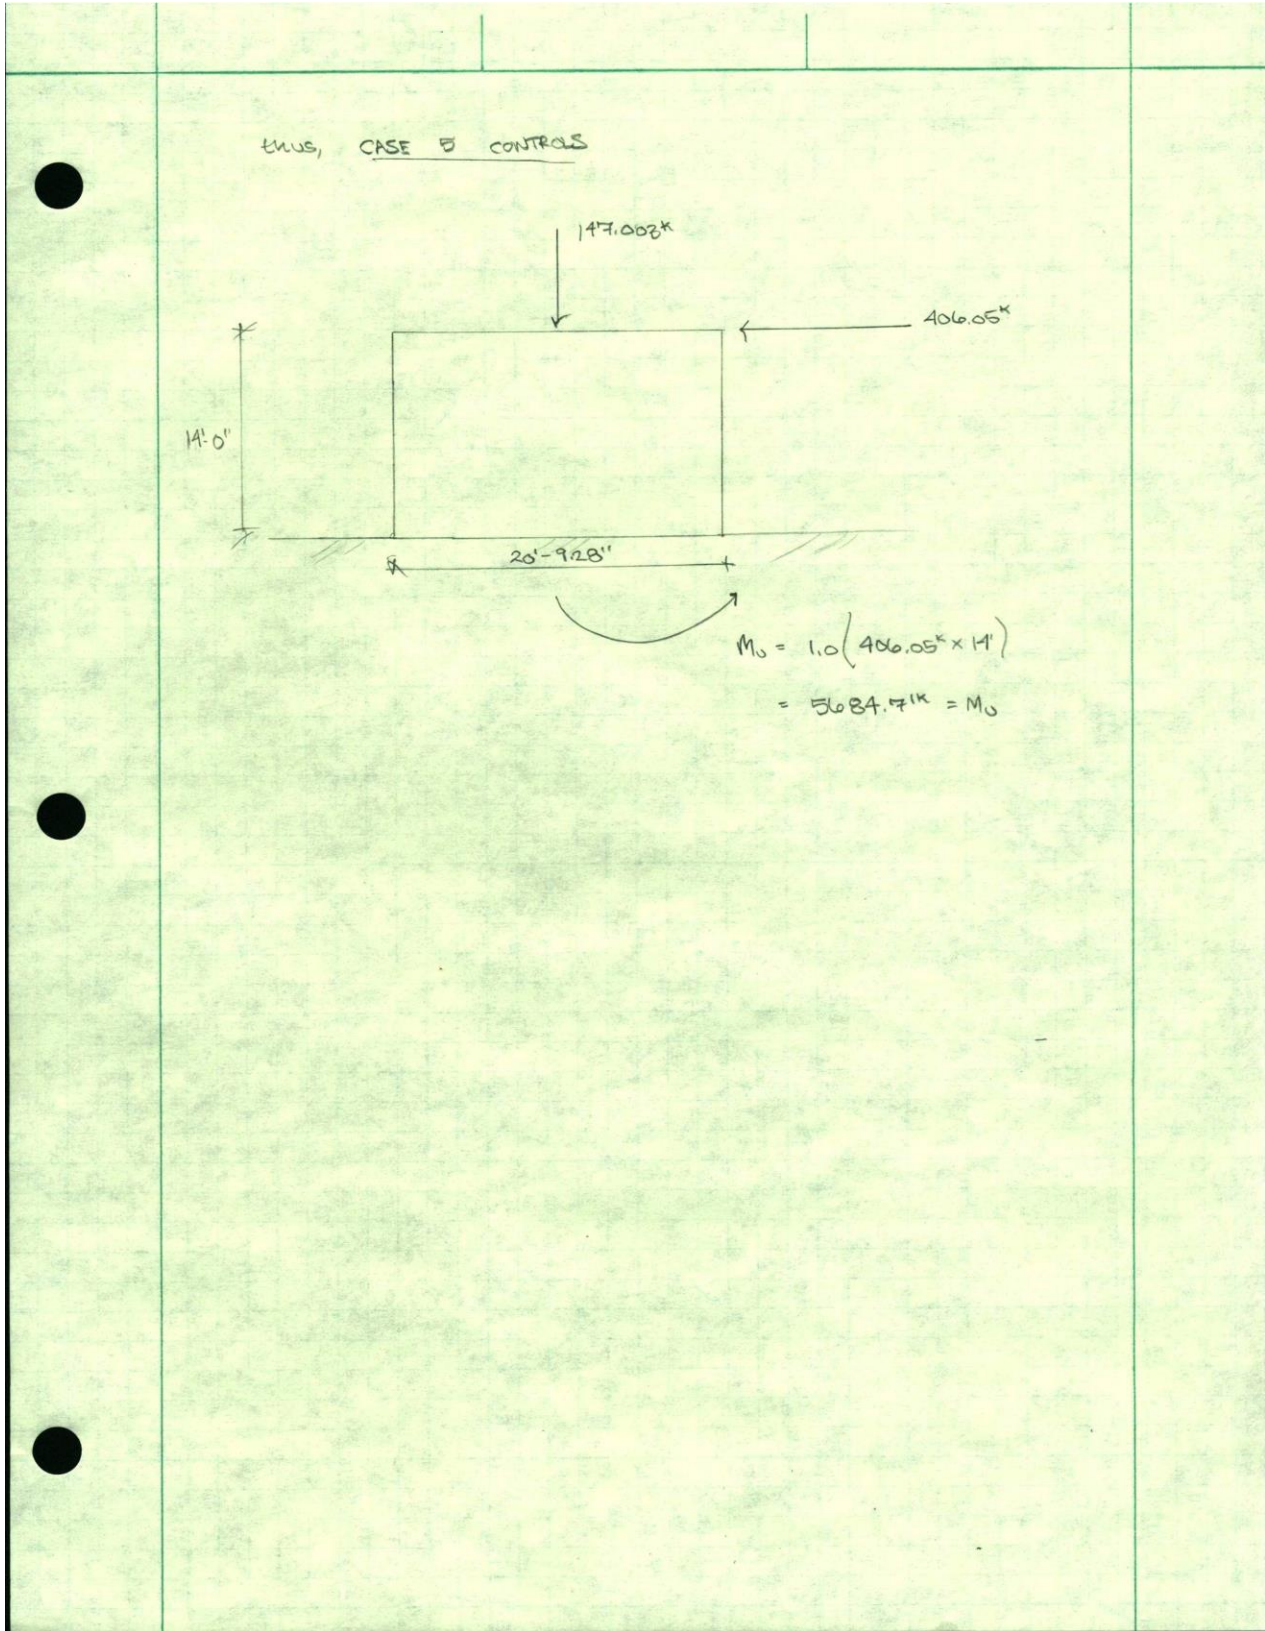 thus, CASE 5 CONTROLS
147.003ᵏ
406.05ᵏ
14'-0"
20'-9.28"
Mᵤ = 1.0(406.05ᵏ × 14')
= 5684.7'ᵏ = Mᵤ